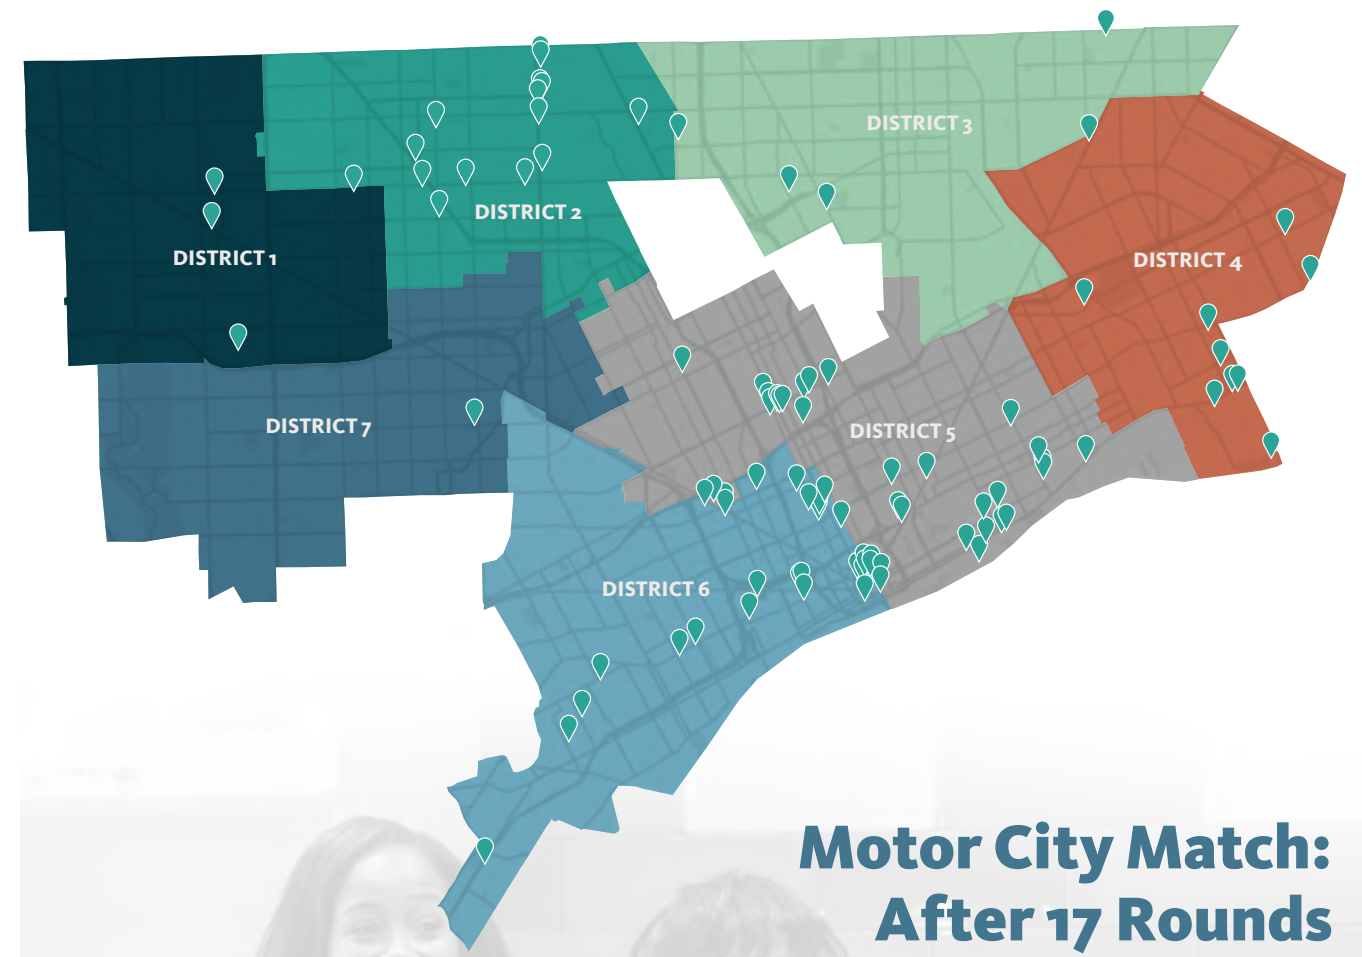 DISTRICT 3
DISTRICT 2
DISTRICT 1
DISTRICT 4
DISTRICT 7
DISTRICT 5
DISTRICT 6
Motor City Match:
After 17 Rounds